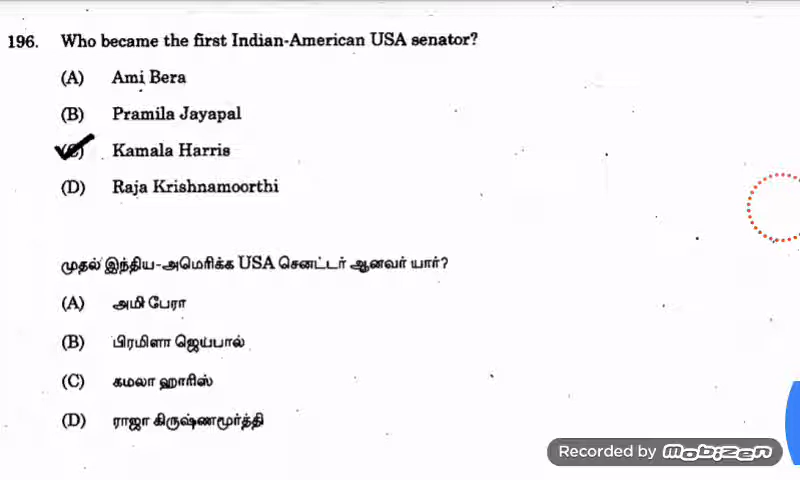 196. Who became the first Indian-American USA senator?
(A) Ami Bera
(B) Pramila Jayapal
(C) Kamala Harris
(D) Raja Krishnamoorthi
முதல் இந்திய-அமெரிக்க USA செனட்டர் ஆனவர் யார்?
(A) அமி பேரா
(B) பிரமிளா ஜெய்பால்
(C) கமலா ஹாரிஸ்
(D) ராஜா கிருஷ்ணமூர்த்தி
Recorded by mobizen